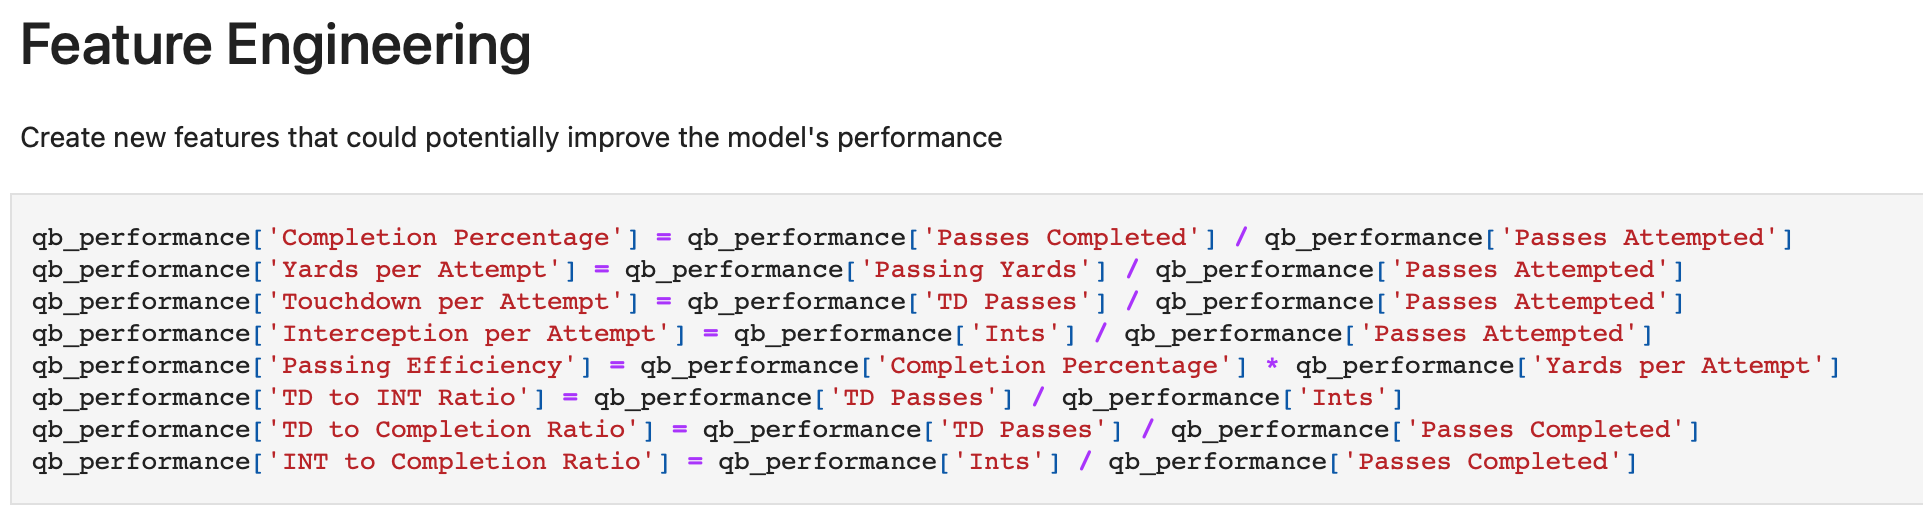 Feature Engineering
Create new features that could potentially improve the model's performance
qb_performance['Completion Percentage'] = qb_performance['Passes Completed'] / qb_performance['Passes Attempted']
qb_performance['Yards per Attempt'] = qb_performance['Passing Yards'] / qb_performance['Passes Attempted']
qb_performance['Touchdown per Attempt'] = qb_performance['TD Passes'] / qb_performance['Passes Attempted']
qb_performance['Interception per Attempt'] = qb_performance['Ints'] / qb_performance['Passes Attempted']
qb_performance['Passing Efficiency'] = qb_performance['Completion Percentage'] * qb_performance['Yards per Attempt']
qb_performance['TD to INT Ratio'] = qb_performance['TD Passes'] / qb_performance['Ints']
qb_performance['TD to Completion Ratio'] = qb_performance['TD Passes'] / qb_performance['Passes Completed']
qb_performance['INT to Completion Ratio'] = qb_performance['Ints'] / qb_performance['Passes Completed']